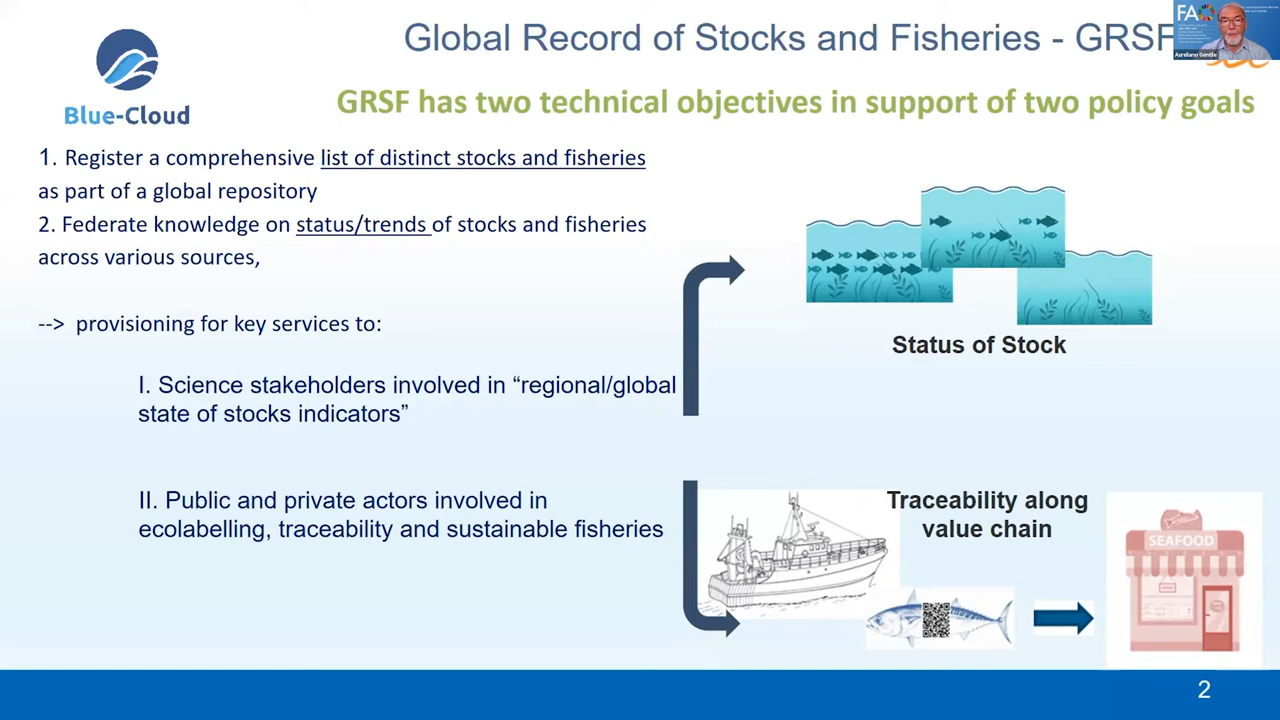 Global Record of Stocks and Fisheries - GRSF
FAO
Aureliano Gentile
Blue-Cloud
GRSF has two technical objectives in support of two policy goals
1. Register a comprehensive list of distinct stocks and fisheries
as part of a global repository
2. Federate knowledge on status/trends of stocks and fisheries
across various sources,
--> provisioning for key services to:
I. Science stakeholders involved in “regional/global
state of stocks indicators”
II. Public and private actors involved in
ecolabelling, traceability and sustainable fisheries
Status of Stock
Traceability along
value chain
SEAFOOD
2